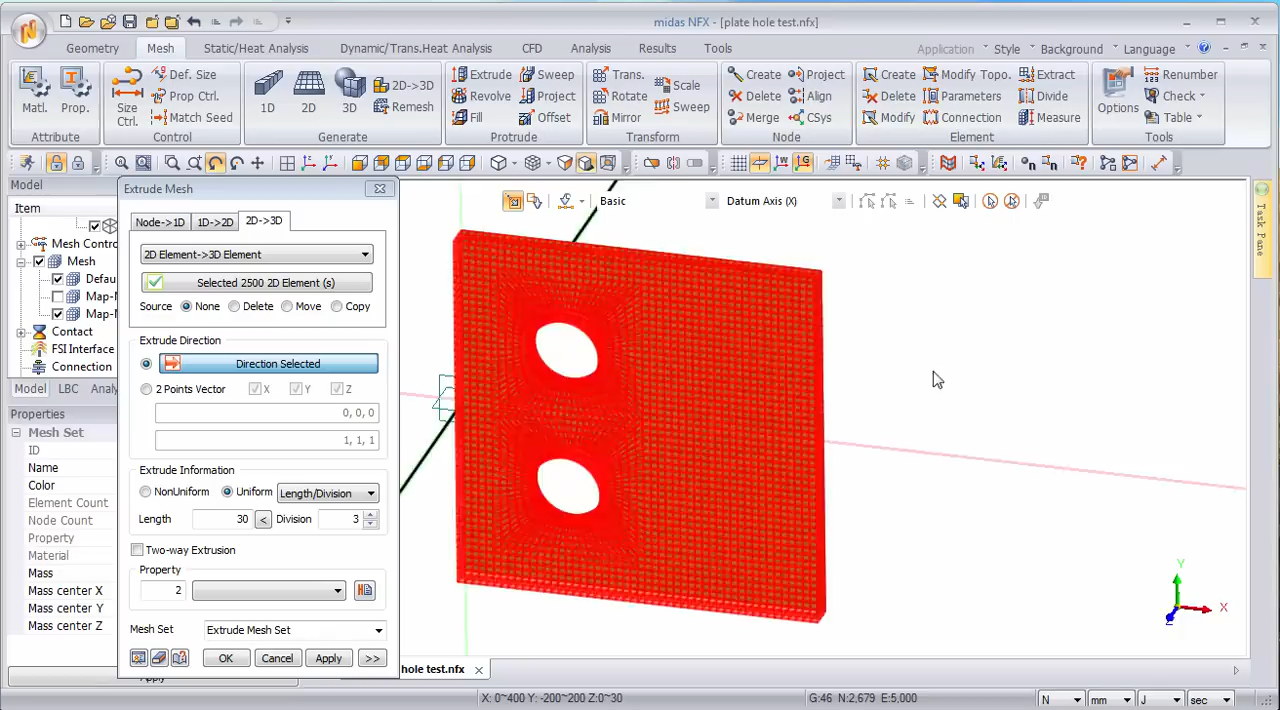 midas NFX - [plate hole test.nfx]
Geometry Mesh Static/Heat Analysis Dynamic/Trans.Heat Analysis CFD Analysis Results Tools Application Style Background Language
Matl. Prop. Size Ctrl. Def. Size Prop Ctrl. Match Seed 1D 2D 3D 2D->3D Remesh
Extrude Sweep Revolve Project Fill Offset
Trans. Scale Rotate Sweep Mirror
Create Project Delete Align Merge CSys
Create Modify Topo. Extract Delete Parameters Divide Modify Connection Measure
Options Renumber Check Table
Attribute Control Generate Protrude Transform Node Element Tools
Model
Item
Mesh Contro
Mesh
Defau
Map-M
Map-M
Contact
FSI Interface
Connection
Model LBC Analy
Properties
Mesh Set
ID
Name
Color
Element Count
Node Count
Property
Material
Mass
Mass center X
Mass center Y
Mass center Z
Extrude Mesh
Node->1D 1D->2D 2D->3D
2D Element->3D Element
Selected 2500 2D Element (s)
Source None Delete Move Copy
Extrude Direction
Direction Selected
2 Points Vector X Y Z
0, 0, 0
1, 1, 1
Extrude Information
NonUniform Uniform Length/Division
Length 30 < Division 3
Two-way Extrusion
Property
2
Mesh Set Extrude Mesh Set
OK Cancel Apply >>
Basic Datum Axis (X)
Task Pane
Y
X
Z
hole test.nfx
X: 0~400 Y: -200~200 Z:0~30 G:46 N:2,679 E:5,000 N mm J sec